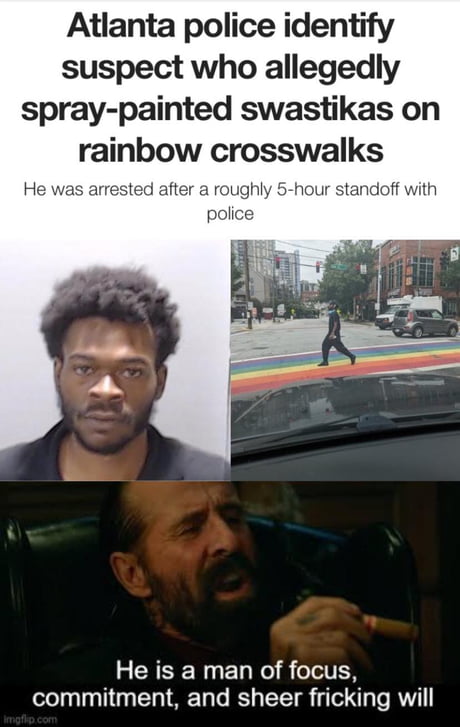 Atlanta police identify
suspect who allegedly
spray-painted swastikas on
rainbow crosswalks
He was arrested after a roughly 5-hour standoff with
police
He is a man of focus,
commitment, and sheer fricking will
imgflip.com